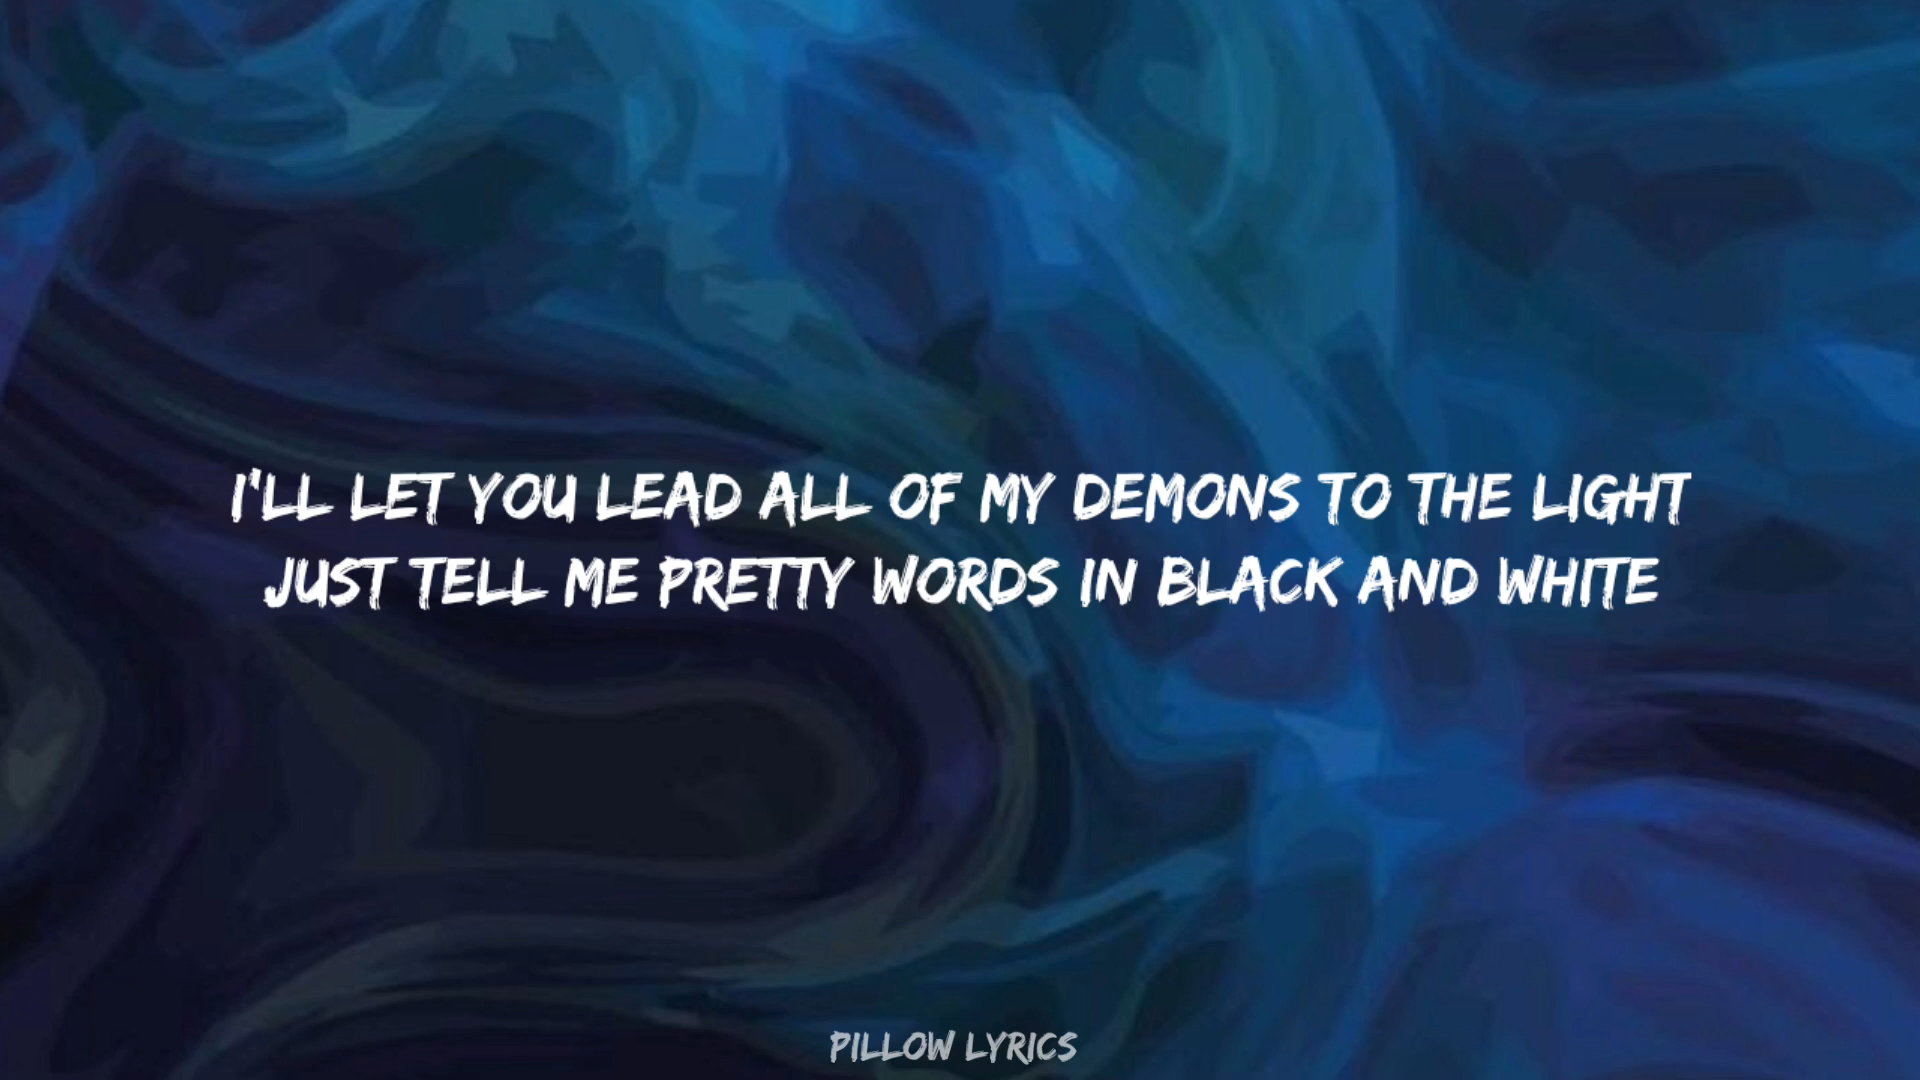 I'LL LET YOU LEAD ALL OF MY DEMONS TO THE LIGHT
JUST TELL ME PRETTY WORDS IN BLACK AND WHITE
PILLOW LYRICS